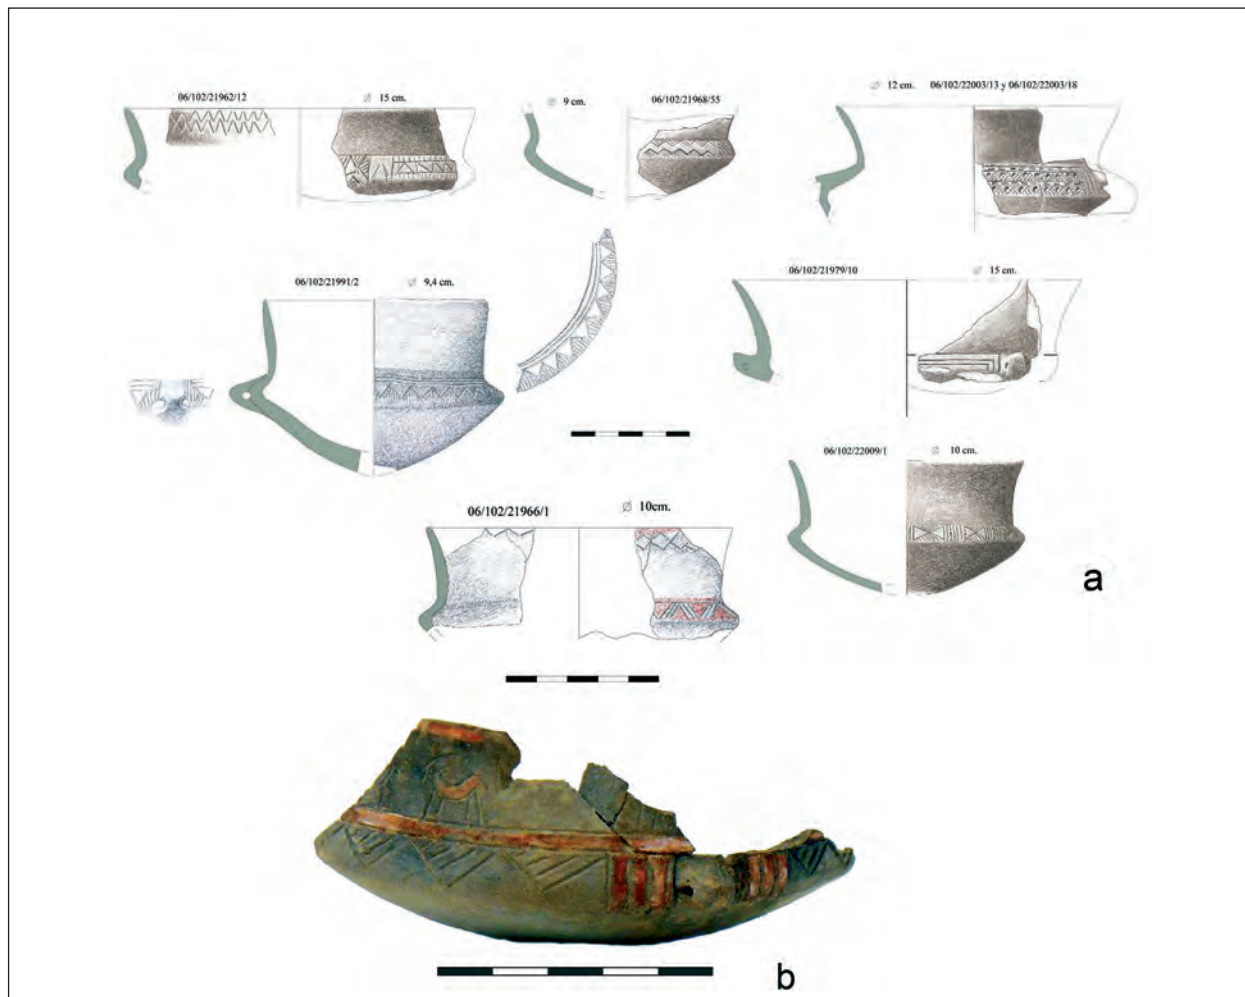 06/102/21962/12 ∅ 15 cm.
∅ 9 cm. 06/102/21968/55
∅ 12 cm. 06/102/22003/13 y 06/102/22003/18
06/102/21991/2 ∅ 9,4 cm.
06/102/21979/10 ∅ 15 cm.
06/102/22009/1 ∅ 10 cm.
06/102/21966/1 ∅ 10cm.
a
b